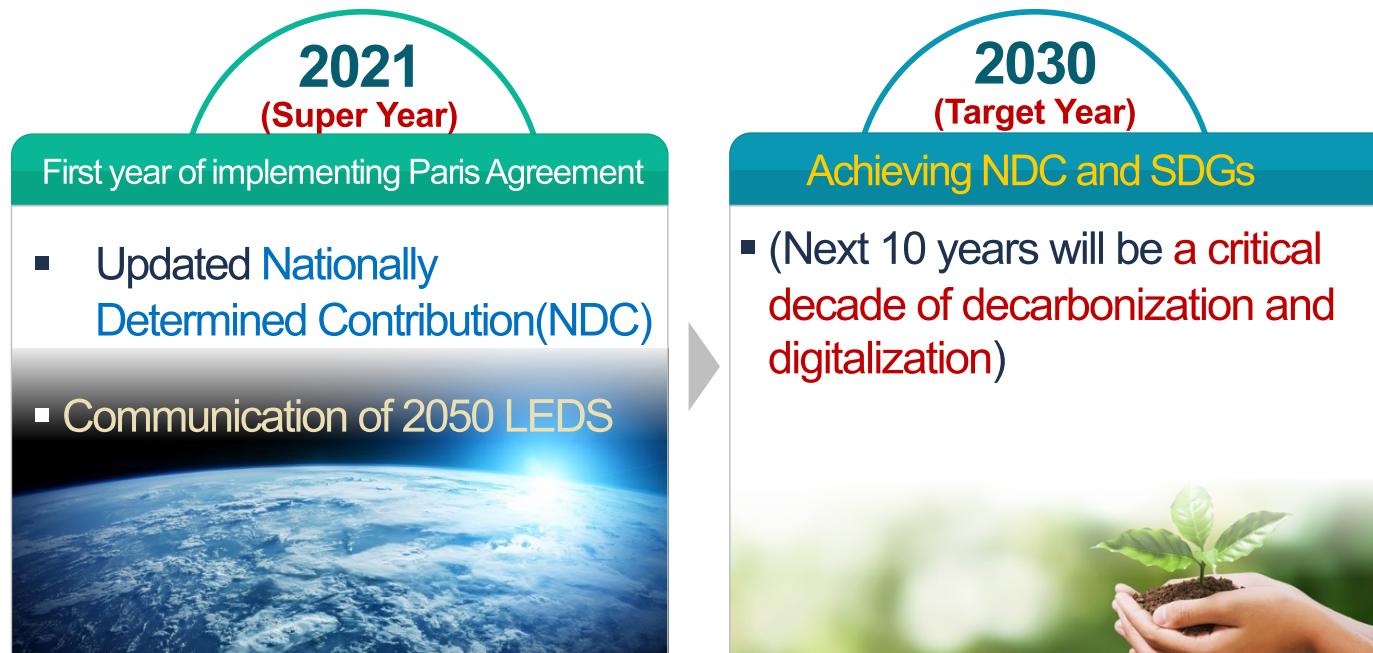 2021
(Super Year)
First year of implementing Paris Agreement
▪ Updated Nationally
Determined Contribution(NDC)
▪ Communication of 2050 LEDS
2030
(Target Year)
Achieving NDC and SDGs
▪ (Next 10 years will be a critical
decade of decarbonization and
digitalization)